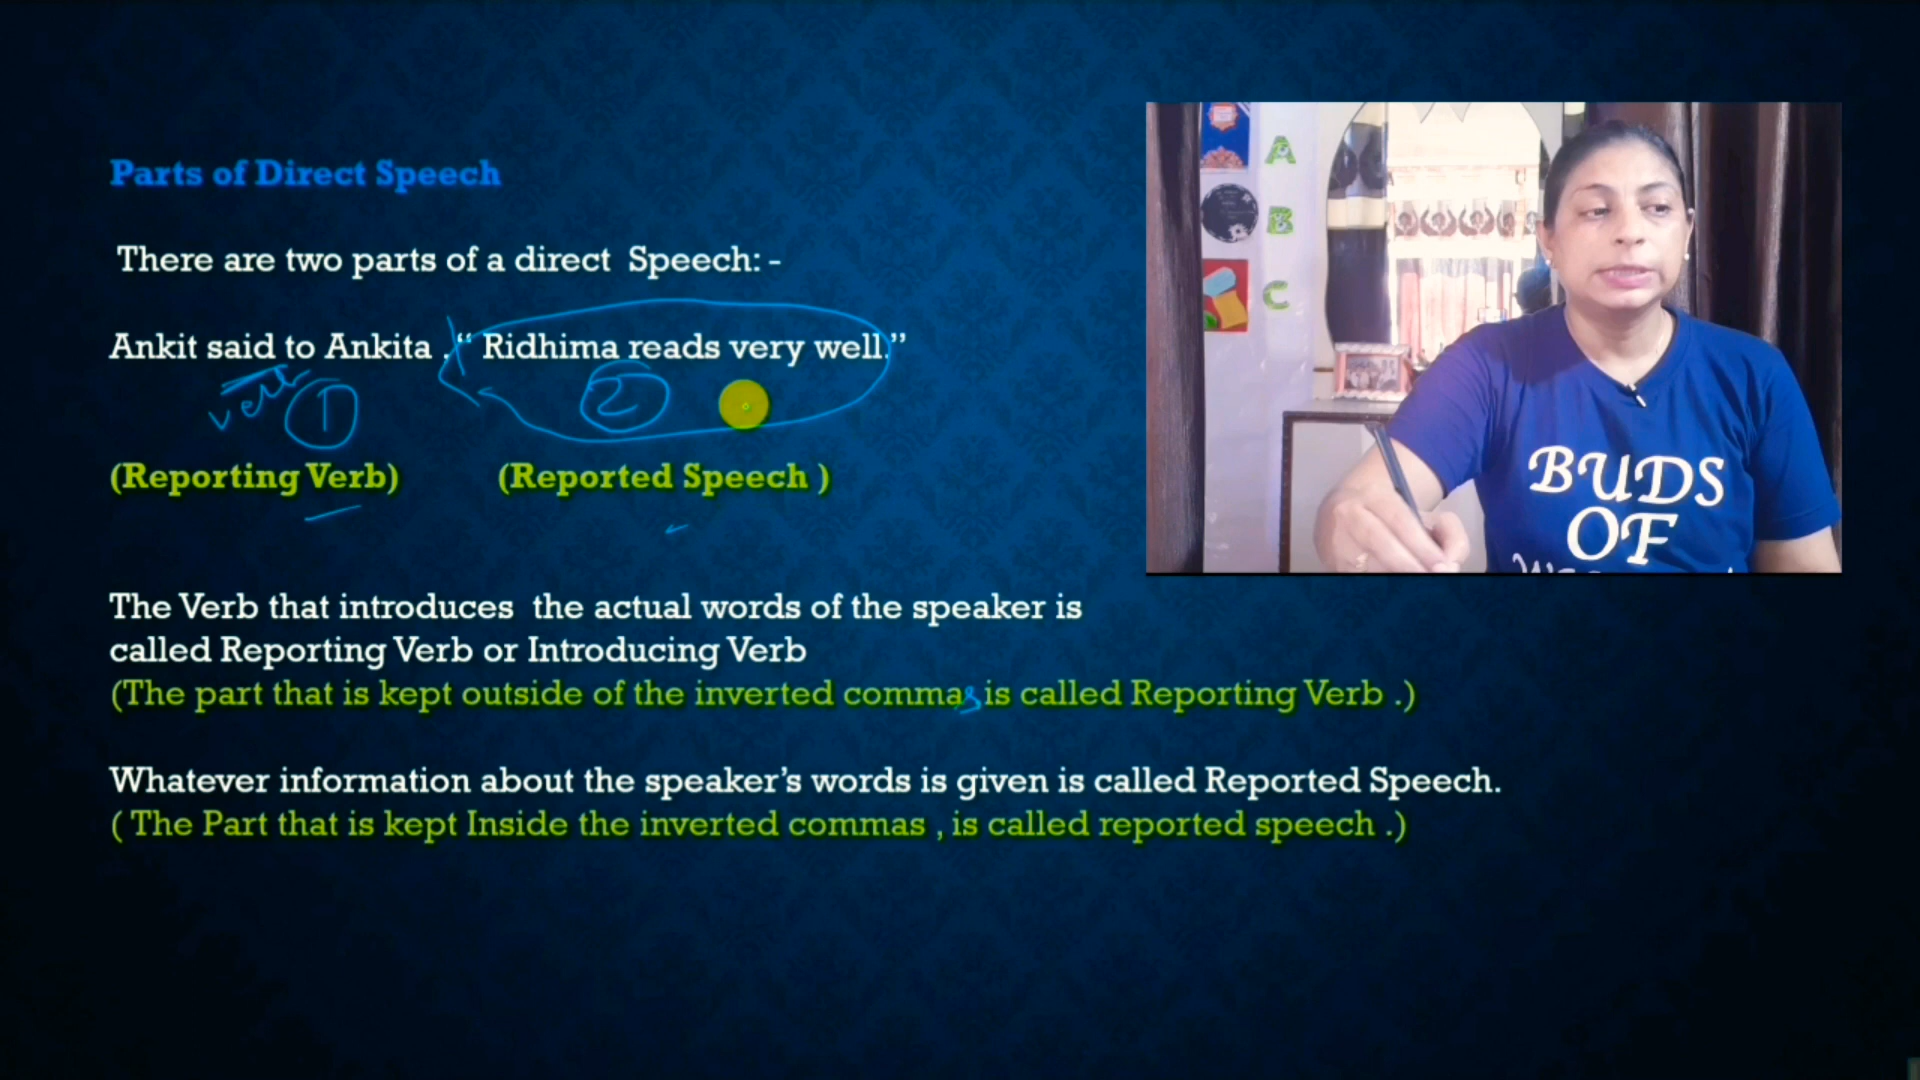 Parts of Direct Speech
There are two parts of a direct Speech: -
Ankit said to Ankita . “ Ridhima reads very well.”
verb 1 2
(Reporting Verb) (Reported Speech )
The Verb that introduces the actual words of the speaker is
called Reporting Verb or Introducing Verb
(The part that is kept outside of the inverted commas is called Reporting Verb .)
Whatever information about the speaker’s words is given is called Reported Speech.
( The Part that is kept Inside the inverted commas , is called reported speech .)
A
B
C
BUDS
OF